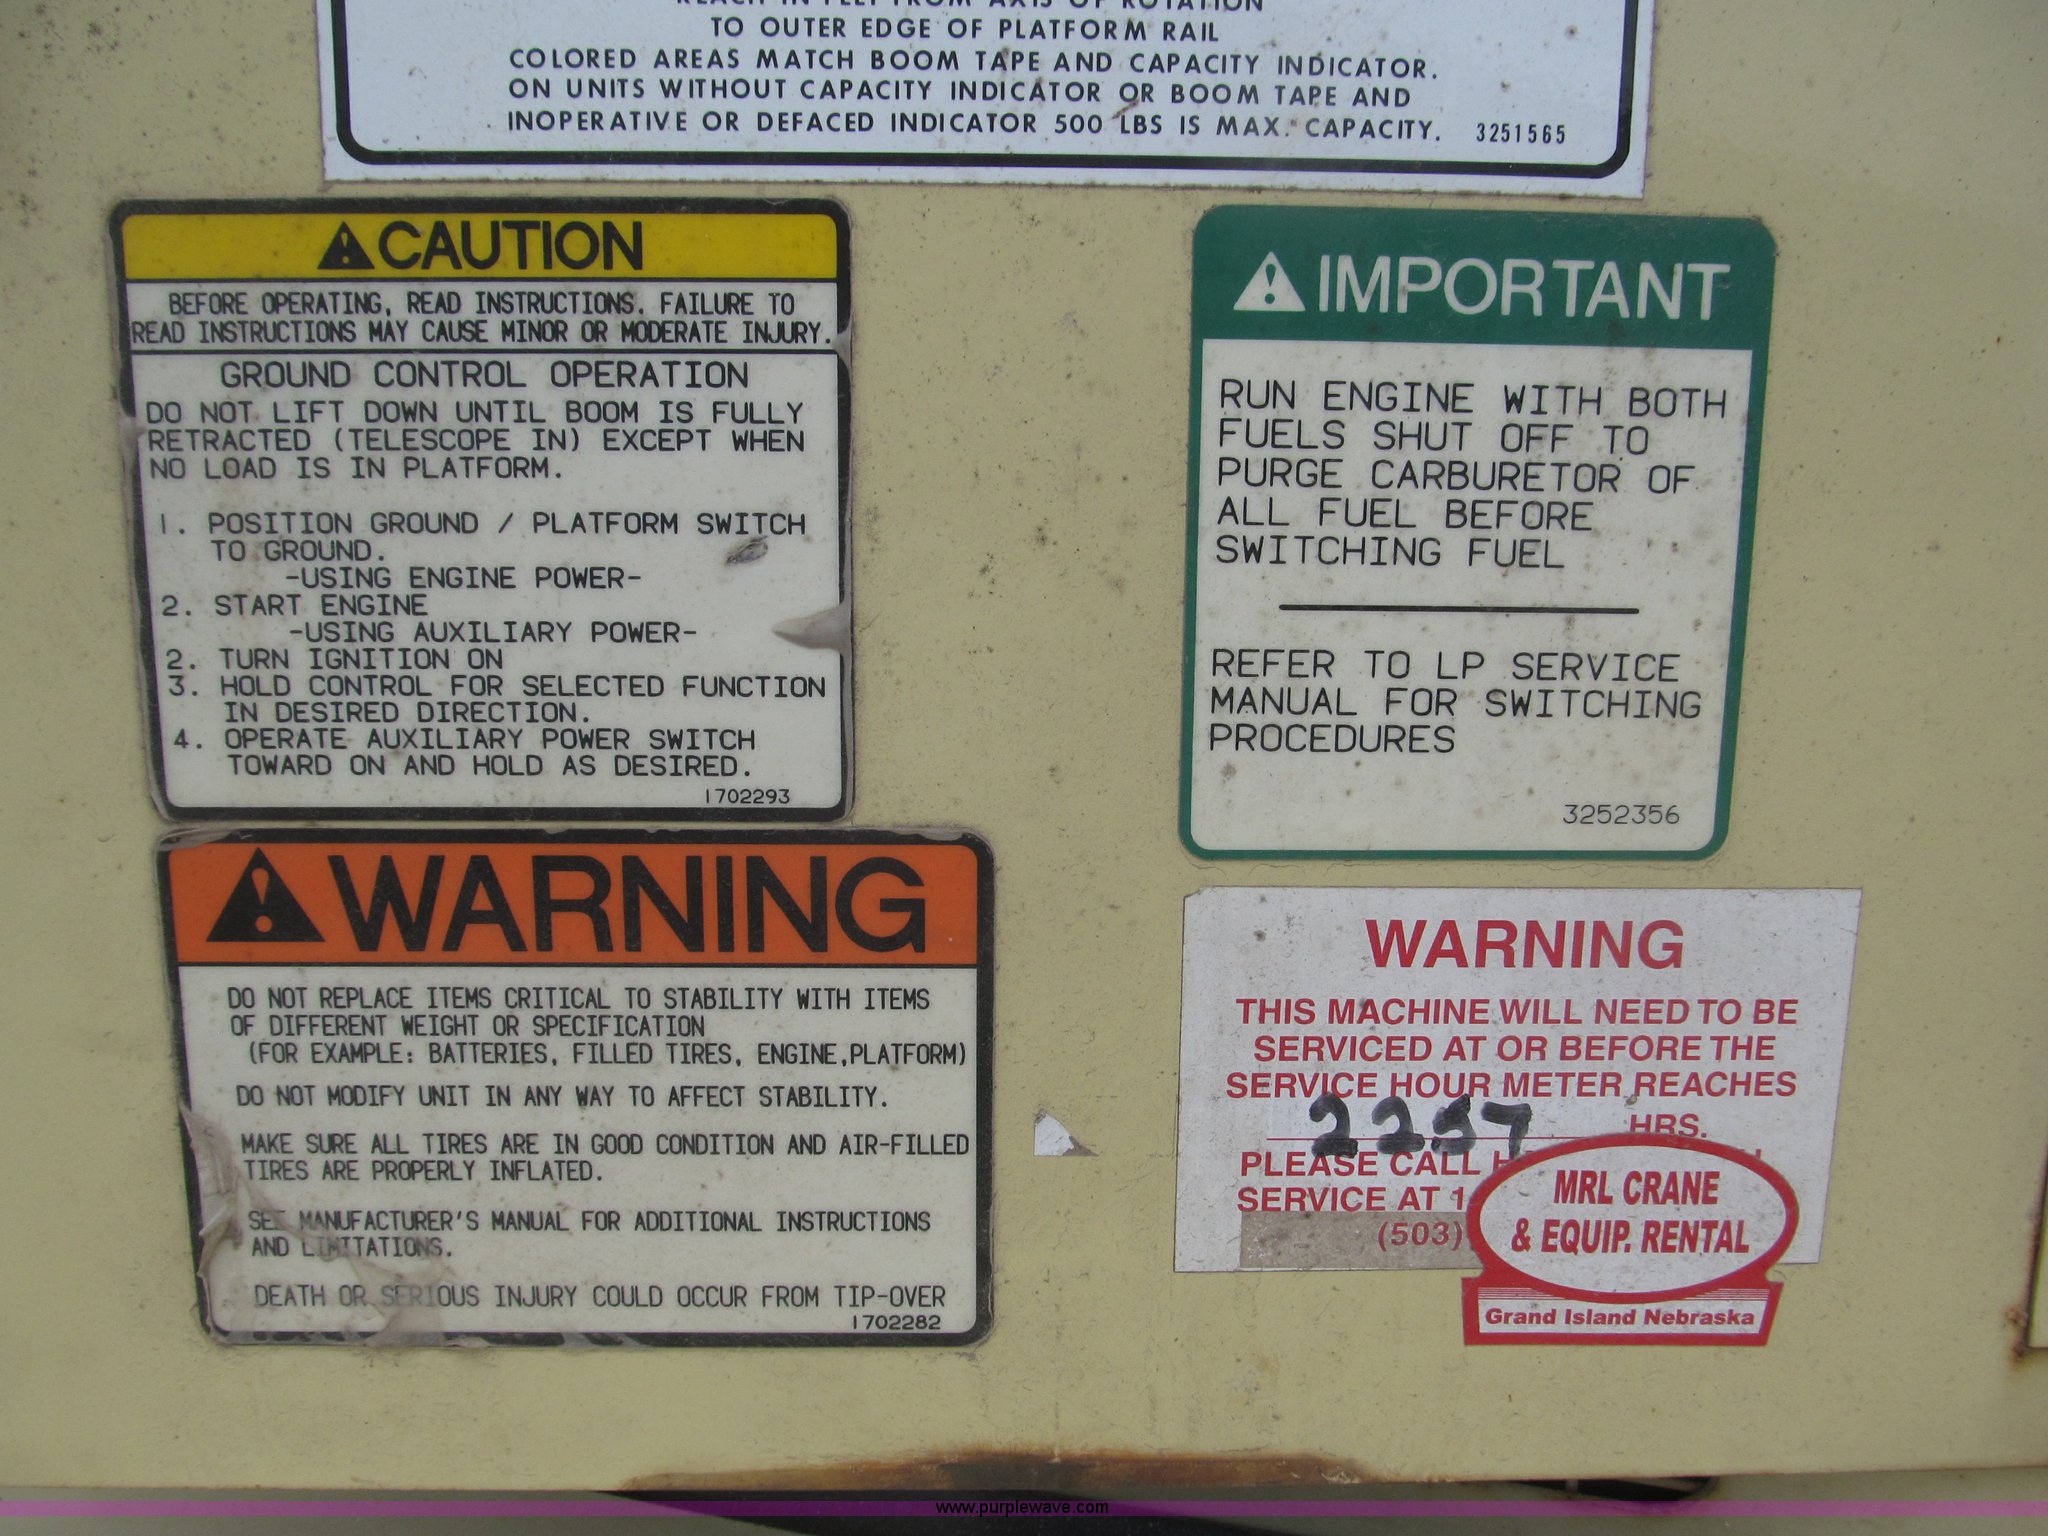 REACH IN FEET FROM AXIS OF ROTATION
TO OUTER EDGE OF PLATFORM RAIL
COLORED AREAS MATCH BOOM TAPE AND CAPACITY INDICATOR.
ON UNITS WITHOUT CAPACITY INDICATOR OR BOOM TAPE AND
INOPERATIVE OR DEFACED INDICATOR 500 LBS IS MAX. CAPACITY. 3251565
CAUTION
BEFORE OPERATING, READ INSTRUCTIONS. FAILURE TO
READ INSTRUCTIONS MAY CAUSE MINOR OR MODERATE INJURY.
GROUND CONTROL OPERATION
DO NOT LIFT DOWN UNTIL BOOM IS FULLY
RETRACTED (TELESCOPE IN) EXCEPT WHEN
NO LOAD IS IN PLATFORM.
1. POSITION GROUND / PLATFORM SWITCH
TO GROUND.
-USING ENGINE POWER-
2. START ENGINE
-USING AUXILIARY POWER-
2. TURN IGNITION ON
3. HOLD CONTROL FOR SELECTED FUNCTION
IN DESIRED DIRECTION.
4. OPERATE AUXILIARY POWER SWITCH
TOWARD ON AND HOLD AS DESIRED.
1702293
IMPORTANT
RUN ENGINE WITH BOTH
FUELS SHUT OFF TO
PURGE CARBURETOR OF
ALL FUEL BEFORE
SWITCHING FUEL
REFER TO LP SERVICE
MANUAL FOR SWITCHING
PROCEDURES
3252356
WARNING
DO NOT REPLACE ITEMS CRITICAL TO STABILITY WITH ITEMS
OF DIFFERENT WEIGHT OR SPECIFICATION
(FOR EXAMPLE: BATTERIES, FILLED TIRES, ENGINE,PLATFORM)
DO NOT MODIFY UNIT IN ANY WAY TO AFFECT STABILITY.
MAKE SURE ALL TIRES ARE IN GOOD CONDITION AND AIR-FILLED
TIRES ARE PROPERLY INFLATED.
SEE MANUFACTURER'S MANUAL FOR ADDITIONAL INSTRUCTIONS
AND LIMITATIONS.
DEATH OR SERIOUS INJURY COULD OCCUR FROM TIP-OVER
1702282
WARNING
THIS MACHINE WILL NEED TO BE
SERVICED AT OR BEFORE THE
SERVICE HOUR METER REACHES
2257 HRS.
PLEASE CALL
SERVICE AT 1
(503)
MRL CRANE
& EQUIP. RENTAL
Grand Island Nebraska
www.purplewave.com